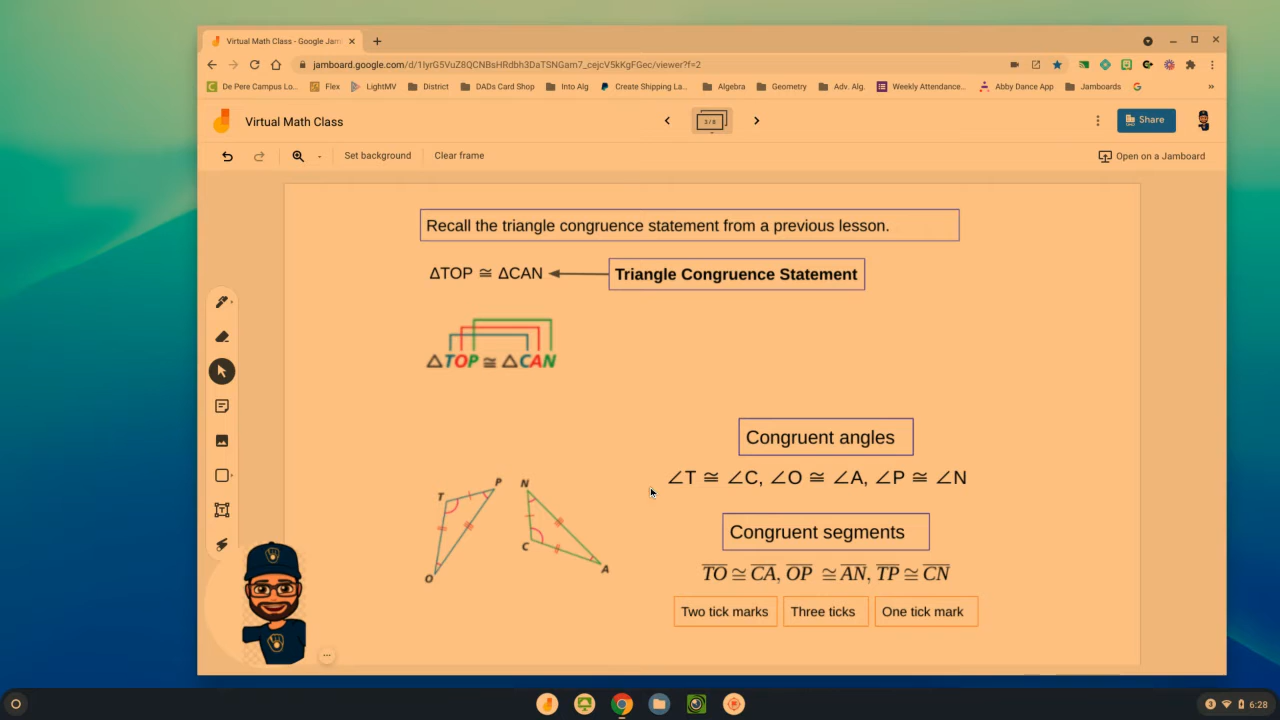 Virtual Math Class - Google Jam
jamboard.google.com/d/1IyrG5VuZ8QCNBsHRdbh3DaTSNGam7_cejcV5kKgFGec/viewer?f=2
De Pere Campus Lo... Flex LightMV District DADs Card Shop Into Alg Create Shipping La... Algebra Geometry Adv. Alg. Weekly Attendance... Abby Dance App Jamboards »
Virtual Math Class 3/8 Share
Set background Clear frame Open on a Jamboard
Recall the triangle congruence statement from a previous lesson.
ΔTOP ≅ ΔCAN Triangle Congruence Statement
△TOP ≅ △CAN
Congruent angles
∠T ≅ ∠C, ∠O ≅ ∠A, ∠P ≅ ∠N
T P N
C
O A
Congruent segments
TO ≅ CA, OP ≅ AN, TP ≅ CN
Two tick marks Three ticks One tick mark
3 6:28